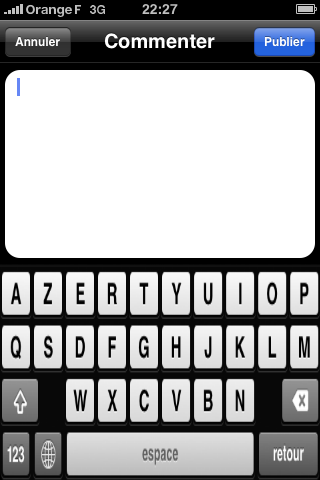 Orange F 3G 22:27
Annuler Commenter Publier
A Z E R T Y U I O P
Q S D F G H J K L M
W X C V B N
123 espace retour